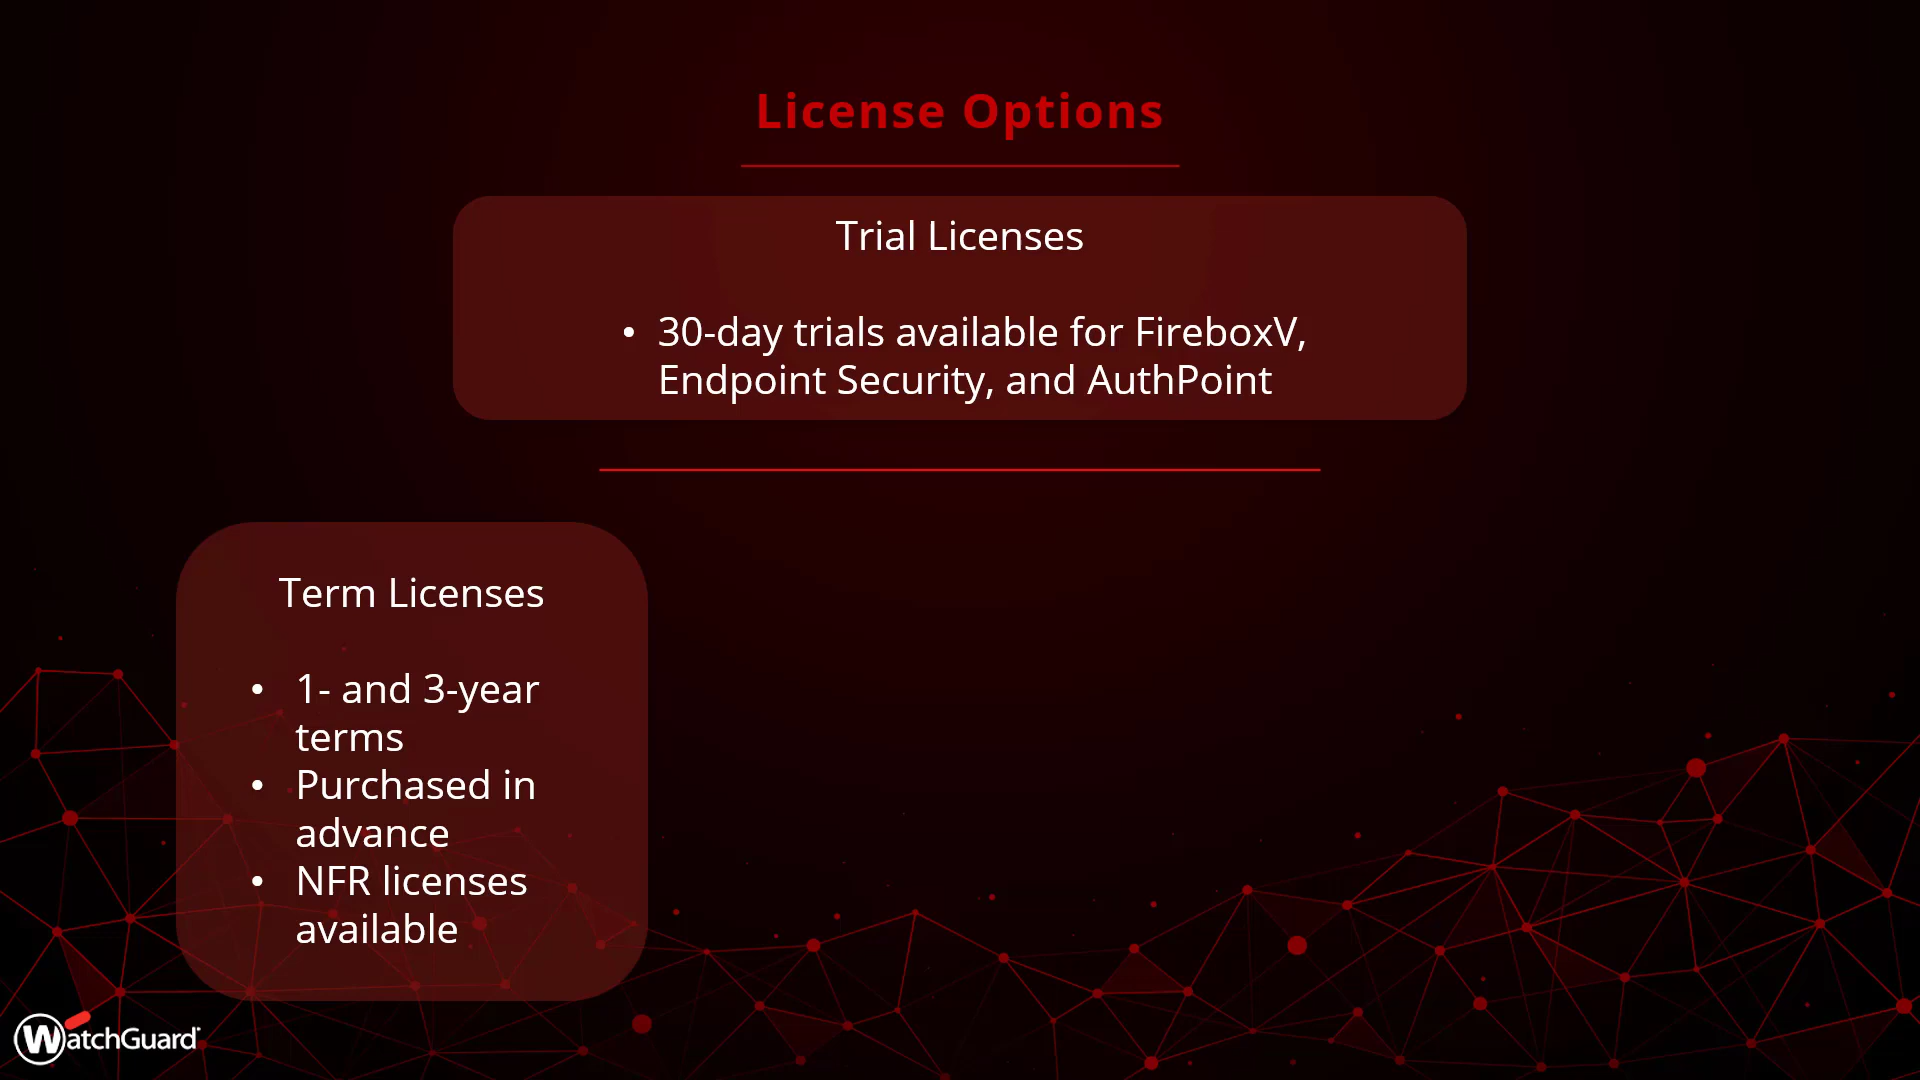 License Options
Trial Licenses
• 30-day trials available for FireboxV,
Endpoint Security, and AuthPoint
Term Licenses
• 1- and 3-year
terms
• Purchased in
advance
• NFR licenses
available
WatchGuard